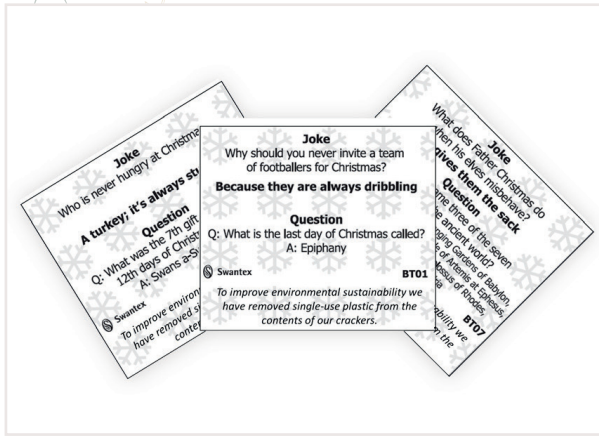 Joke
Who is never hungry at Christma
A turkey; it's always st
Question
Q: What was the 7th gift
12th days of Christ
A: Swans a-S
Swantex
To improve environ
have removed si
conte
Joke
Why should you never invite a team
of footballers for Christmas?
Because they are always dribbling
Question
Q: What is the last day of Christmas called?
A: Epiphany
Swantex
BT01
To improve environmental sustainability we
have removed single-use plastic from the
contents of our crackers.
Joke
What does Father Christmas do
hen his elves misbehave?
gives them the sack
Question
me three of the seven
e ancient world?
nging Gardens of Babylon,
e of Artemis at Ephesus,
olossus of Rhodes,
ria
BT07
ability we
m the